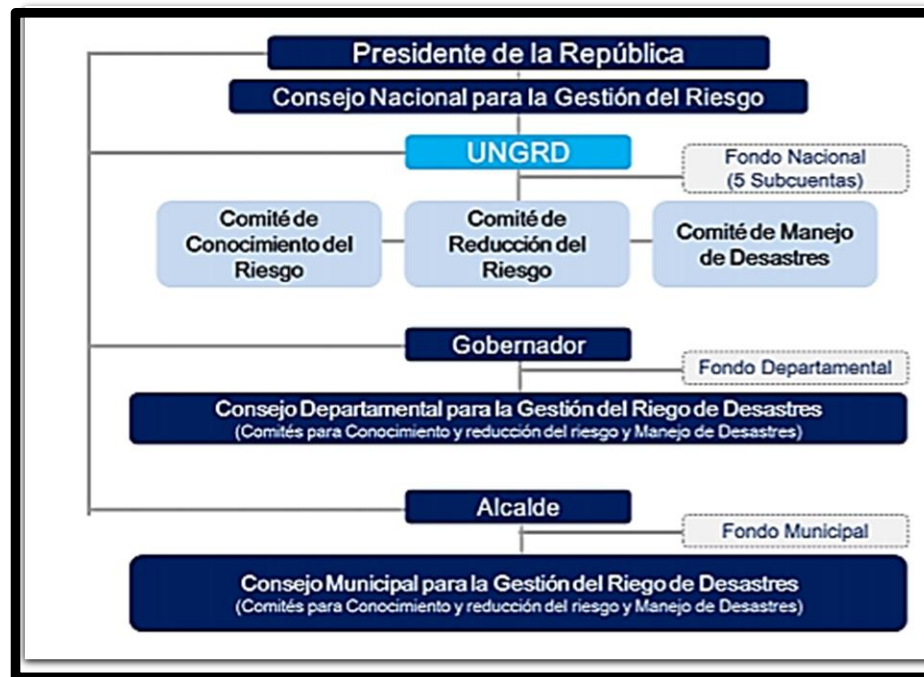 Presidente de la República
Consejo Nacional para la Gestión del Riesgo
UNGRD
Fondo Nacional
(5 Subcuentas)
Comité de
Conocimiento del
Riesgo
Comité de
Reducción del
Riesgo
Comité de Manejo
de Desastres
Gobernador
Fondo Departamental
Consejo Departamental para la Gestión del Riego de Desastres
(Comités para Conocimiento y reducción del riesgo y Manejo de Desastres)
Alcalde
Fondo Municipal
Consejo Municipal para la Gestión del Riego de Desastres
(Comités para Conocimiento y reducción del riesgo y Manejo de Desastres)